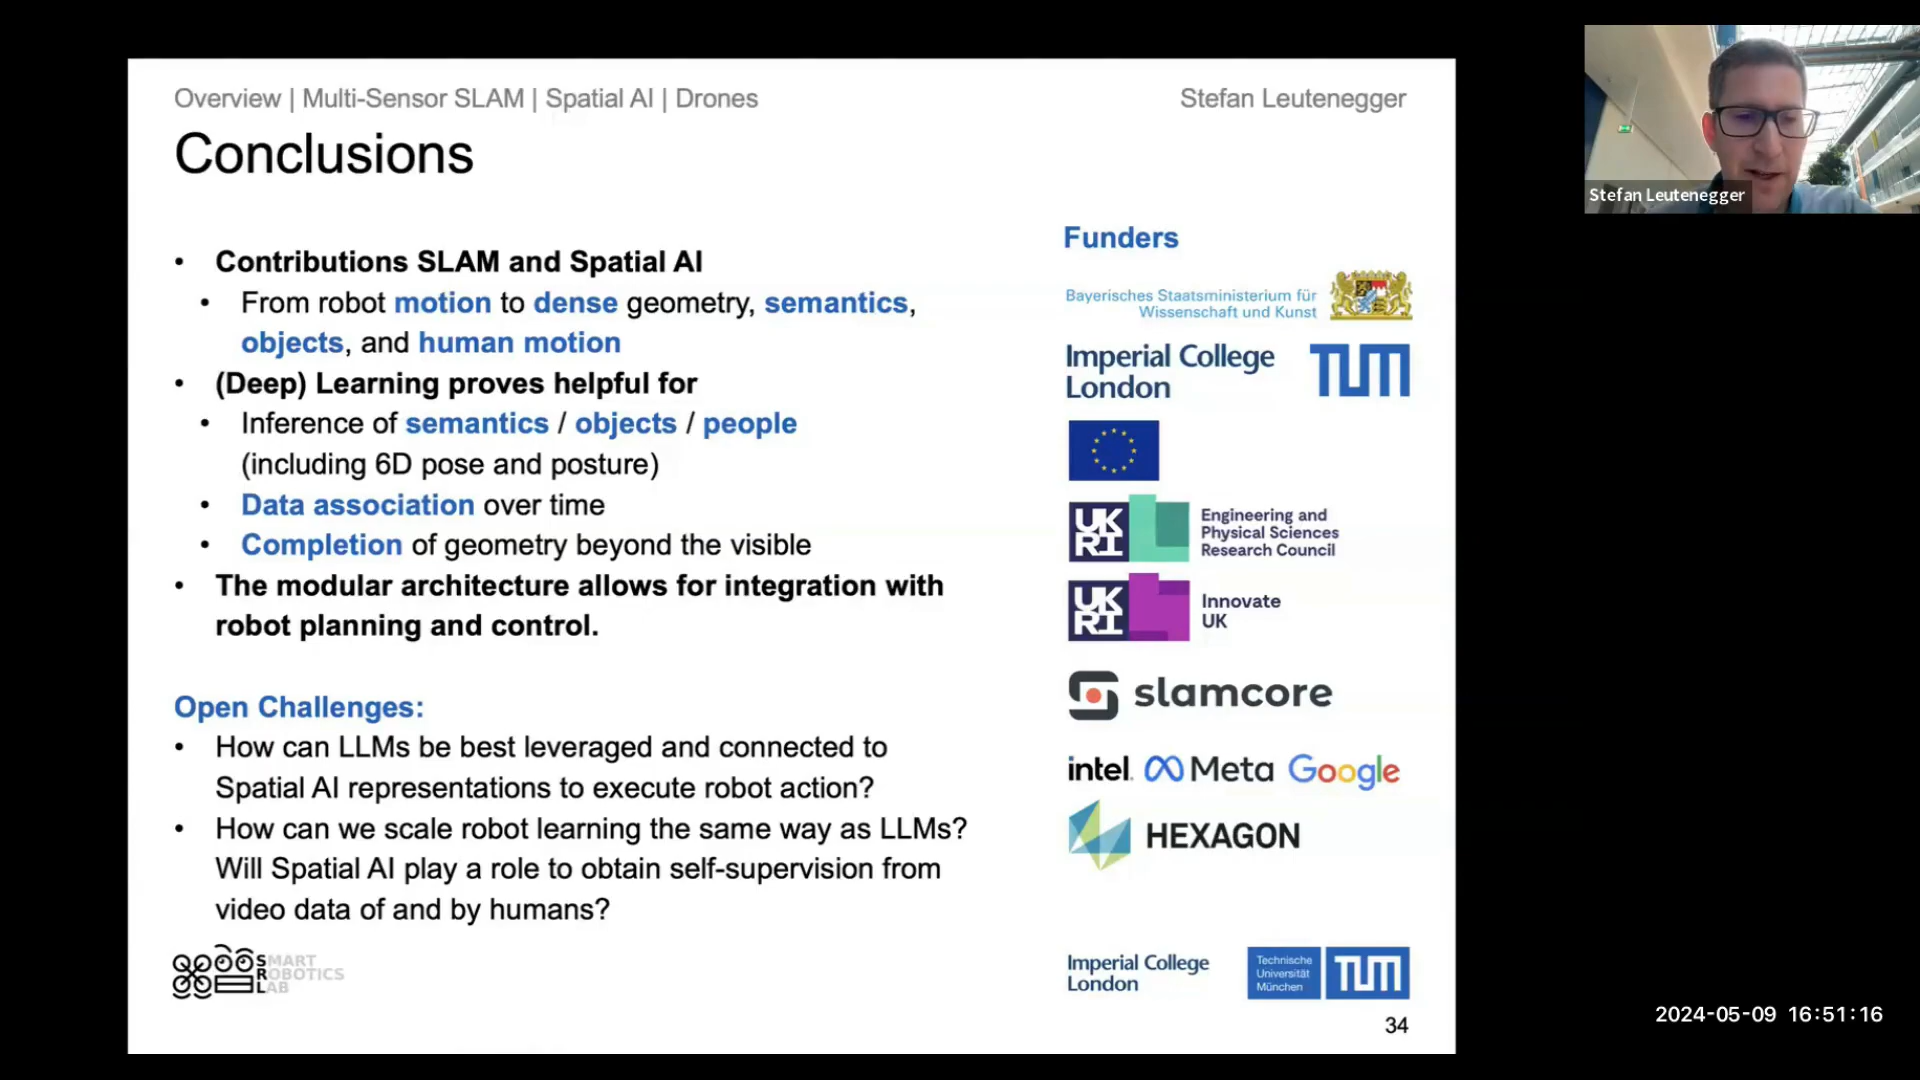 Overview | Multi-Sensor SLAM | Spatial AI | Drones
Stefan Leutenegger
Conclusions
• Contributions SLAM and Spatial AI
• From robot motion to dense geometry, semantics,
objects, and human motion
• (Deep) Learning proves helpful for
• Inference of semantics / objects / people
(including 6D pose and posture)
• Data association over time
• Completion of geometry beyond the visible
• The modular architecture allows for integration with
robot planning and control.
Open Challenges:
• How can LLMs be best leveraged and connected to
Spatial AI representations to execute robot action?
• How can we scale robot learning the same way as LLMs?
Will Spatial AI play a role to obtain self-supervision from
video data of and by humans?
SMART
ROBOTICS
LAB
Funders
Bayerisches Staatsministerium für
Wissenschaft und Kunst
Imperial College
London
TUM
UK
RI
Engineering and
Physical Sciences
Research Council
UK
RI
Innovate
UK
slamcore
intel. Meta Google
HEXAGON
Imperial College
London
Technische
Universität
München
TUM
34
Stefan Leutenegger
2024-05-09 16:51:16